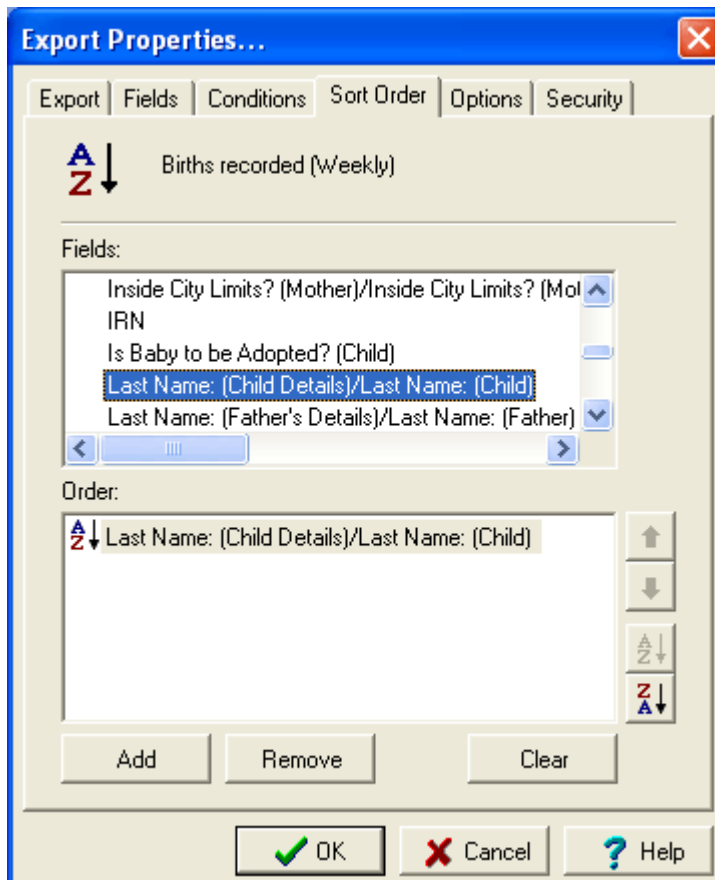 Export Properties...
Export Fields Conditions Sort Order Options Security
A
Z
Births recorded (Weekly)
Fields:
Inside City Limits? (Mother)/Inside City Limits? (Mot
IRN
Is Baby to be Adopted? (Child)
Last Name: (Child Details)/Last Name: (Child)
Last Name: (Father's Details)/Last Name: (Father)
Order:
A
Z Last Name: (Child Details)/Last Name: (Child)
A
Z
Z
A
Add Remove Clear
OK Cancel ? Help